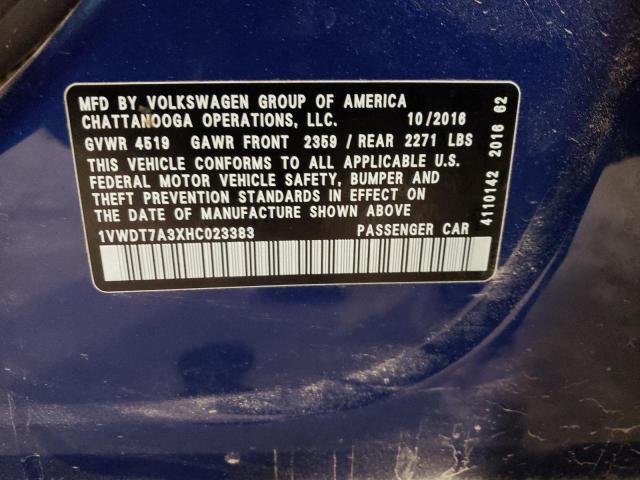 MFD BY VOLKSWAGEN GROUP OF AMERICA
CHATTANOOGA OPERATIONS, LLC. 10/2016
GVWR 4519 GAWR FRONT 2359 / REAR 2271 LBS
THIS VEHICLE CONFORMS TO ALL APPLICABLE U.S.
FEDERAL MOTOR VEHICLE SAFETY, BUMPER AND
THEFT PREVENTION STANDARDS IN EFFECT ON
THE DATE OF MANUFACTURE SHOWN ABOVE
1VWDT7A3XHC023383 PASSENGER CAR
4110142 2016 62